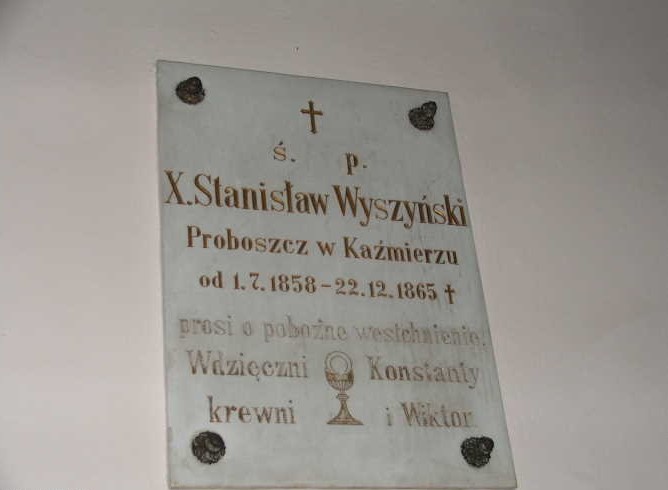 ś. p.
X. Stanisław Wyszyński
Proboszcz w Kaźmierzu
od 1.7.1858 – 22.12.1865 ✝
prosi o pobożne westchnienie.
Wdzięczni Konstanty
krewni i Wiktor.